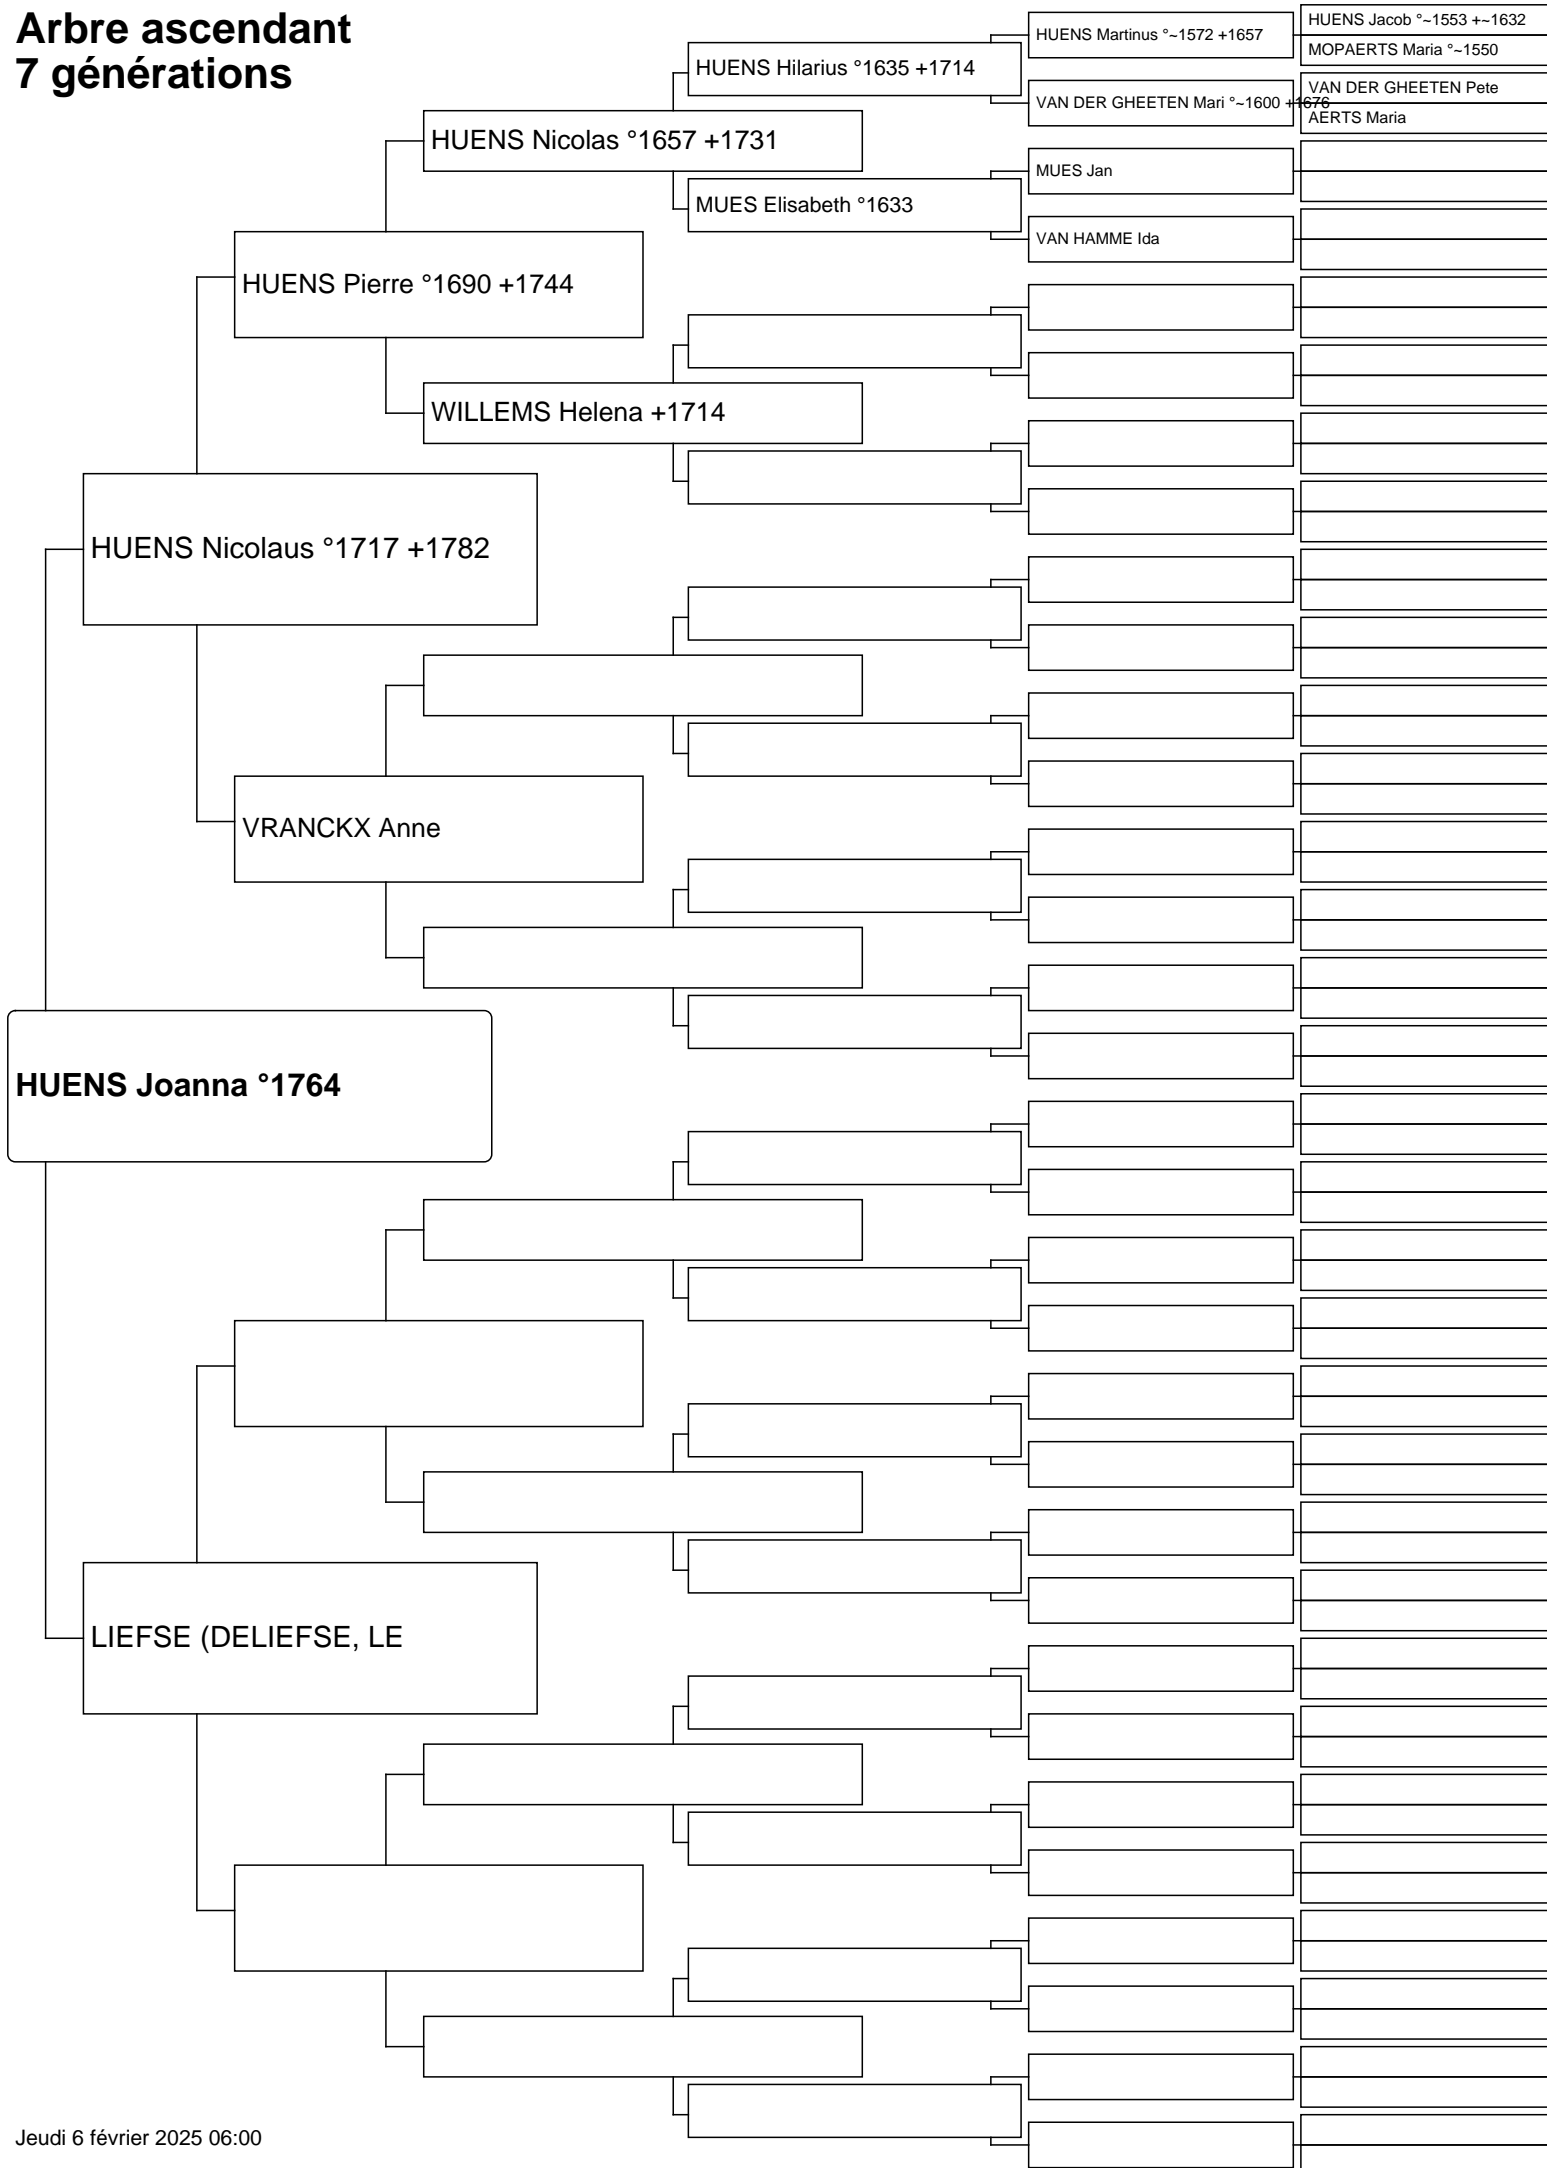 Arbre ascendant
7 générations
HUENS Martinus °~1572 +1657
HUENS Jacob °~1553 +~1632
MOPAERTS Maria °~1550
HUENS Hilarius °1635 +1714
VAN DER GHEETEN Mari °~1600 +1676
VAN DER GHEETEN Pete
AERTS Maria
HUENS Nicolas °1657 +1731
MUES Jan
MUES Elisabeth °1633
VAN HAMME Ida
HUENS Pierre °1690 +1744
WILLEMS Helena +1714
HUENS Nicolaus °1717 +1782
VRANCKX Anne
HUENS Joanna °1764
LIEFSE (DELIEFSE, LE
Jeudi 6 février 2025 06:00